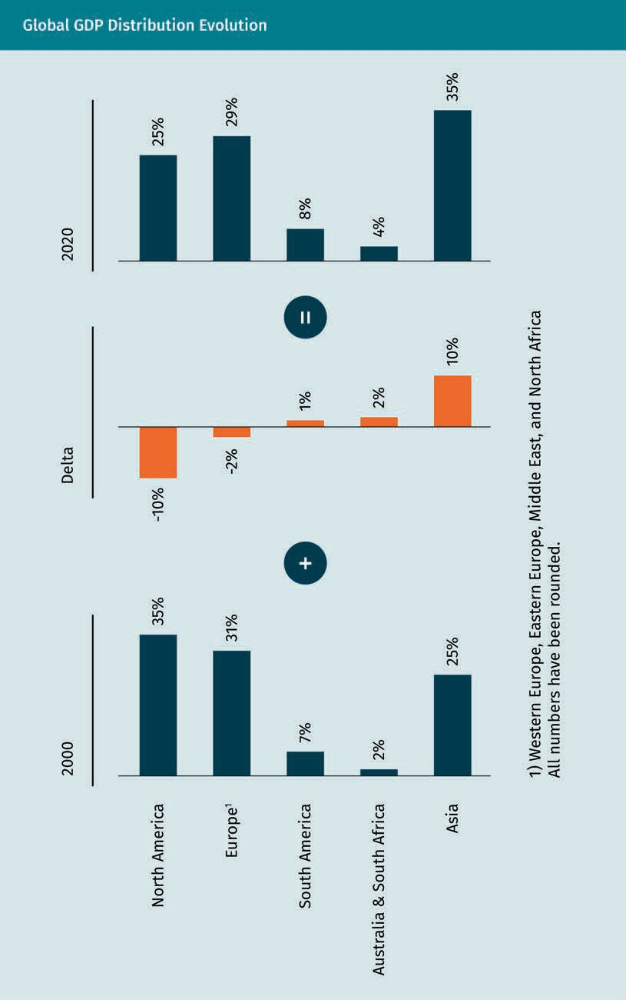 Global GDP Distribution Evolution
2000
Delta
2020
North America
35%
-10%
25%
Europe¹
31%
-2%
29%
South America
7%
+
1%
=
8%
Australia & South Africa
2%
2%
4%
Asia
25%
10%
35%
1) Western Europe, Eastern Europe, Middle East, and North Africa
All numbers have been rounded.